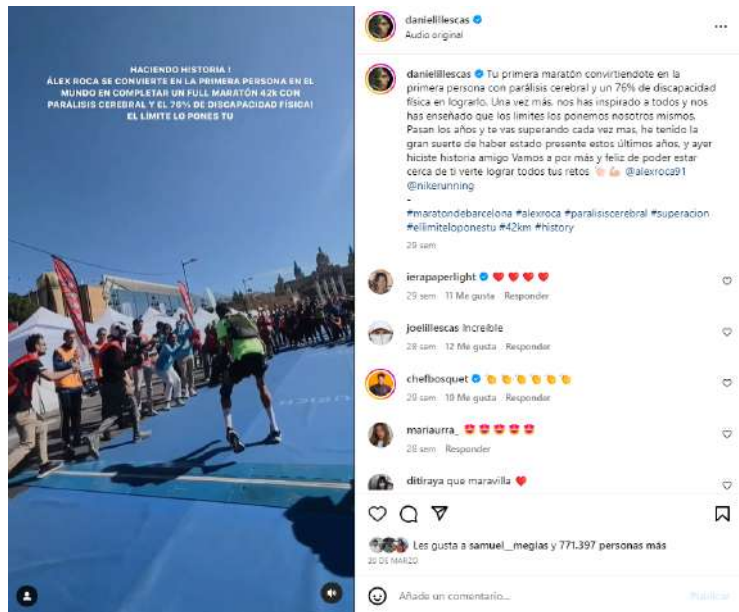 HACIENDO HISTORIA !
ÁLEX ROCA SE CONVIERTE EN LA PRIMERA PERSONA EN EL
MUNDO EN COMPLETAR UN FULL MARATÓN 42K CON
PARÁLISIS CEREBRAL Y EL 76% DE DISCAPACIDAD FÍSICA!
EL LÍMITE LO PONES TU
danielillescas
Audio original
danielillescas Tu primera maratón convirtiendote en la
primera persona con parálisis cerebral y un 76% de discapacidad
física en lograrlo. Una vez más, nos has inspirado a todos y nos
has enseñado que los limites los ponemos nosotros mismos.
Pasan los años y te vas superando cada vez mas, he tenido la
gran suerte de haber estado presente estos últimos años, y ayer
hiciste historia amigo Vamos a por más y feliz de poder estar
cerca de ti verte lograr todos tus retos 👏🏻 💪🏻 @alexroca91
@nikerunning
-
#maratondebarcelona #alexroca #paralisiscerebral #superacion
#ellimiteloponestu #42km #history
29 sem
ierapaperlight ❤️ ❤️ ❤️ ❤️
29 sem 11 Me gusta Responder
joelillescas Increíble
28 sem 12 Me gusta Responder
chefbosquet 👏 👏 👏 👏 👏 👏
29 sem 10 Me gusta Responder
mariaurra_ 😍 😍 😍 😍 😍
28 sem Responder
ditiraya que maravilla ❤️
Les gusta a samuel__megias y 771.397 personas más
20 DE MARZO
Añade un comentario...
Publicar